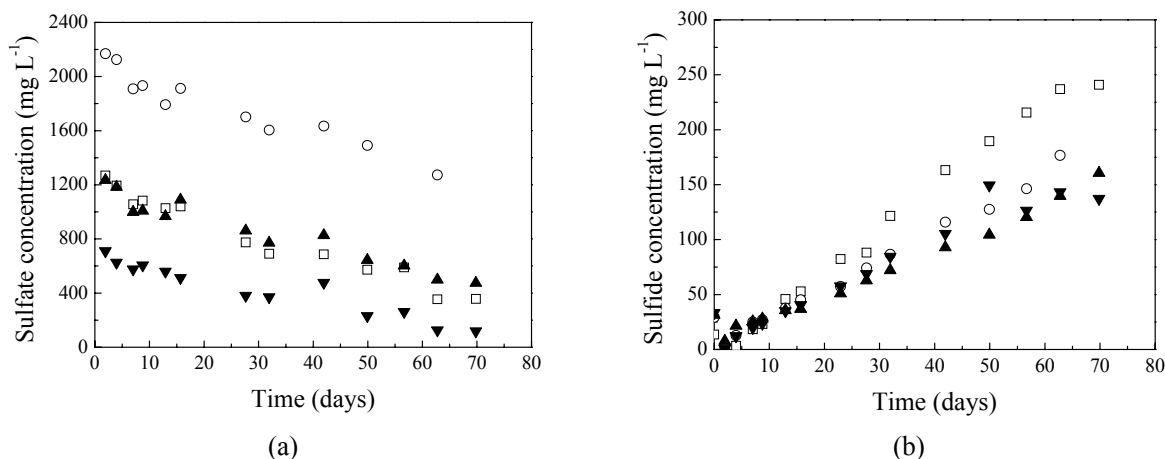 2400
2000
1600
1200
800
400
0
Sulfate concentration (mg L-1)
0 10 20 30 40 50 60 70 80
Time (days)
(a)
300
250
200
150
100
50
0
Sulfide concentration (mg L-1)
0 10 20 30 40 50 60 70 80
Time (days)
(b)